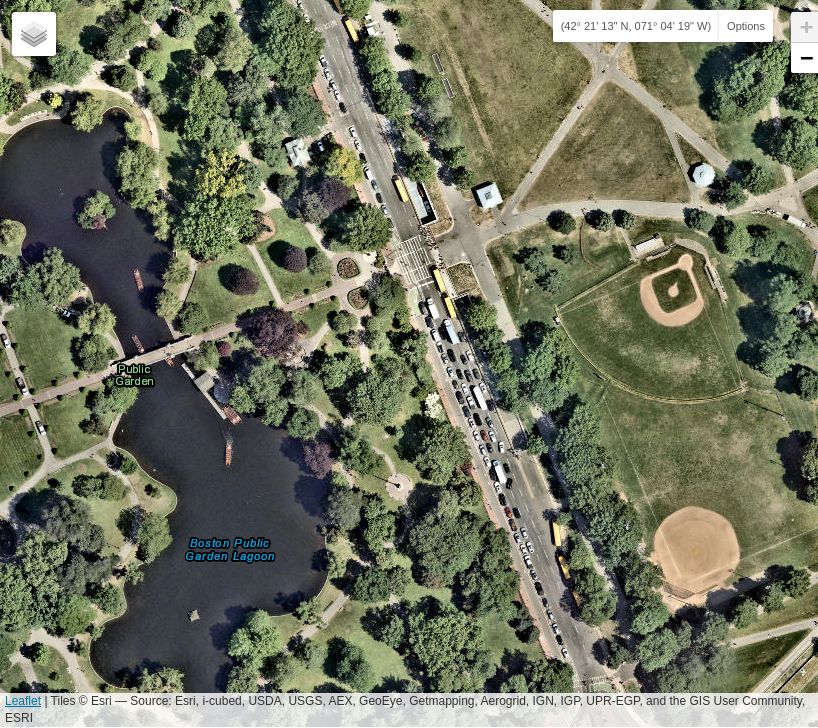 (42° 21' 13" N, 071° 04' 19" W) Options
+
−
Public
Garden
Boston Public
Garden Lagoon
Leaflet | Tiles © Esri — Source: Esri, i-cubed, USDA, USGS, AEX, GeoEye, Getmapping, Aerogrid, IGN, IGP, UPR-EGP, and the GIS User Community,
ESRI